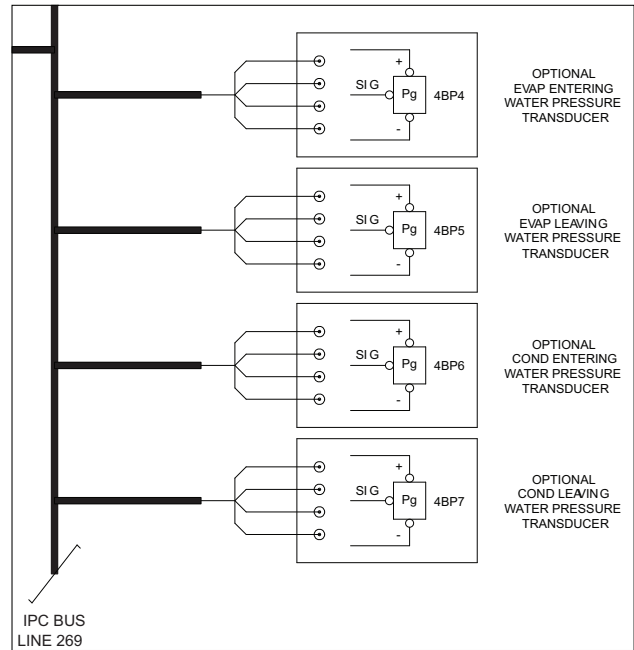 +
SIG
Pg
4BP4
-
OPTIONAL
EVAP ENTERING
WATER PRESSURE
TRANSDUCER
+
SIG
Pg
4BP5
-
OPTIONAL
EVAP LEAVING
WATER PRESSURE
TRANSDUCER
+
SIG
Pg
4BP6
-
OPTIONAL
COND ENTERING
WATER PRESSURE
TRANSDUCER
+
SIG
Pg
4BP7
-
OPTIONAL
COND LEAVING
WATER PRESSURE
TRANSDUCER
IPC BUS
LINE 269